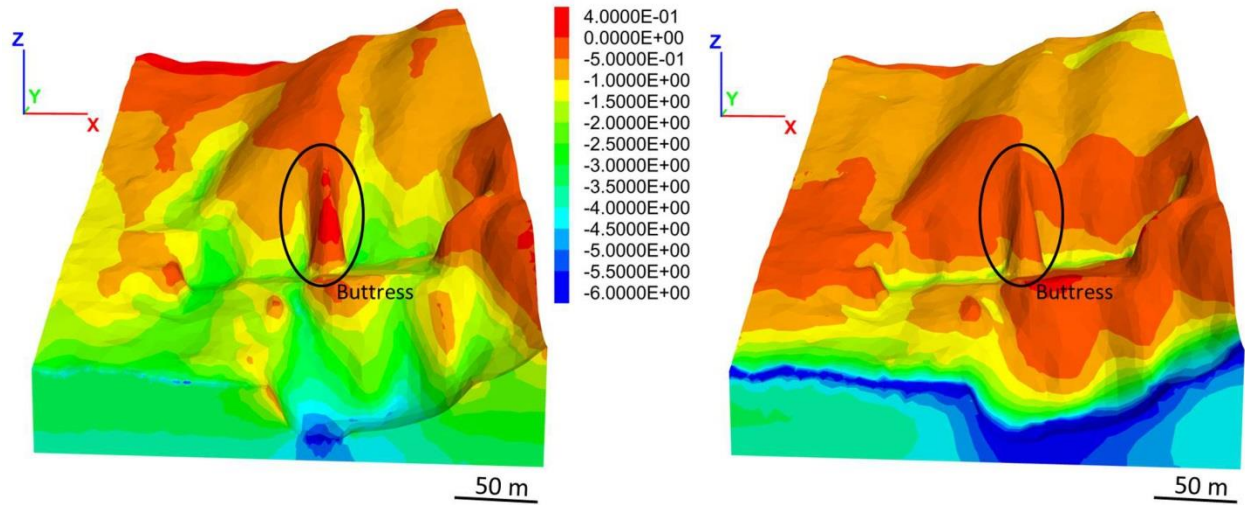 Z
Y
X
Buttress
50 m
4.0000E-01
0.0000E+00
-5.0000E-01
-1.0000E+00
-1.5000E+00
-2.0000E+00
-2.5000E+00
-3.0000E+00
-3.5000E+00
-4.0000E+00
-4.5000E+00
-5.0000E+00
-5.5000E+00
-6.0000E+00
Z
Y
X
Buttress
50 m